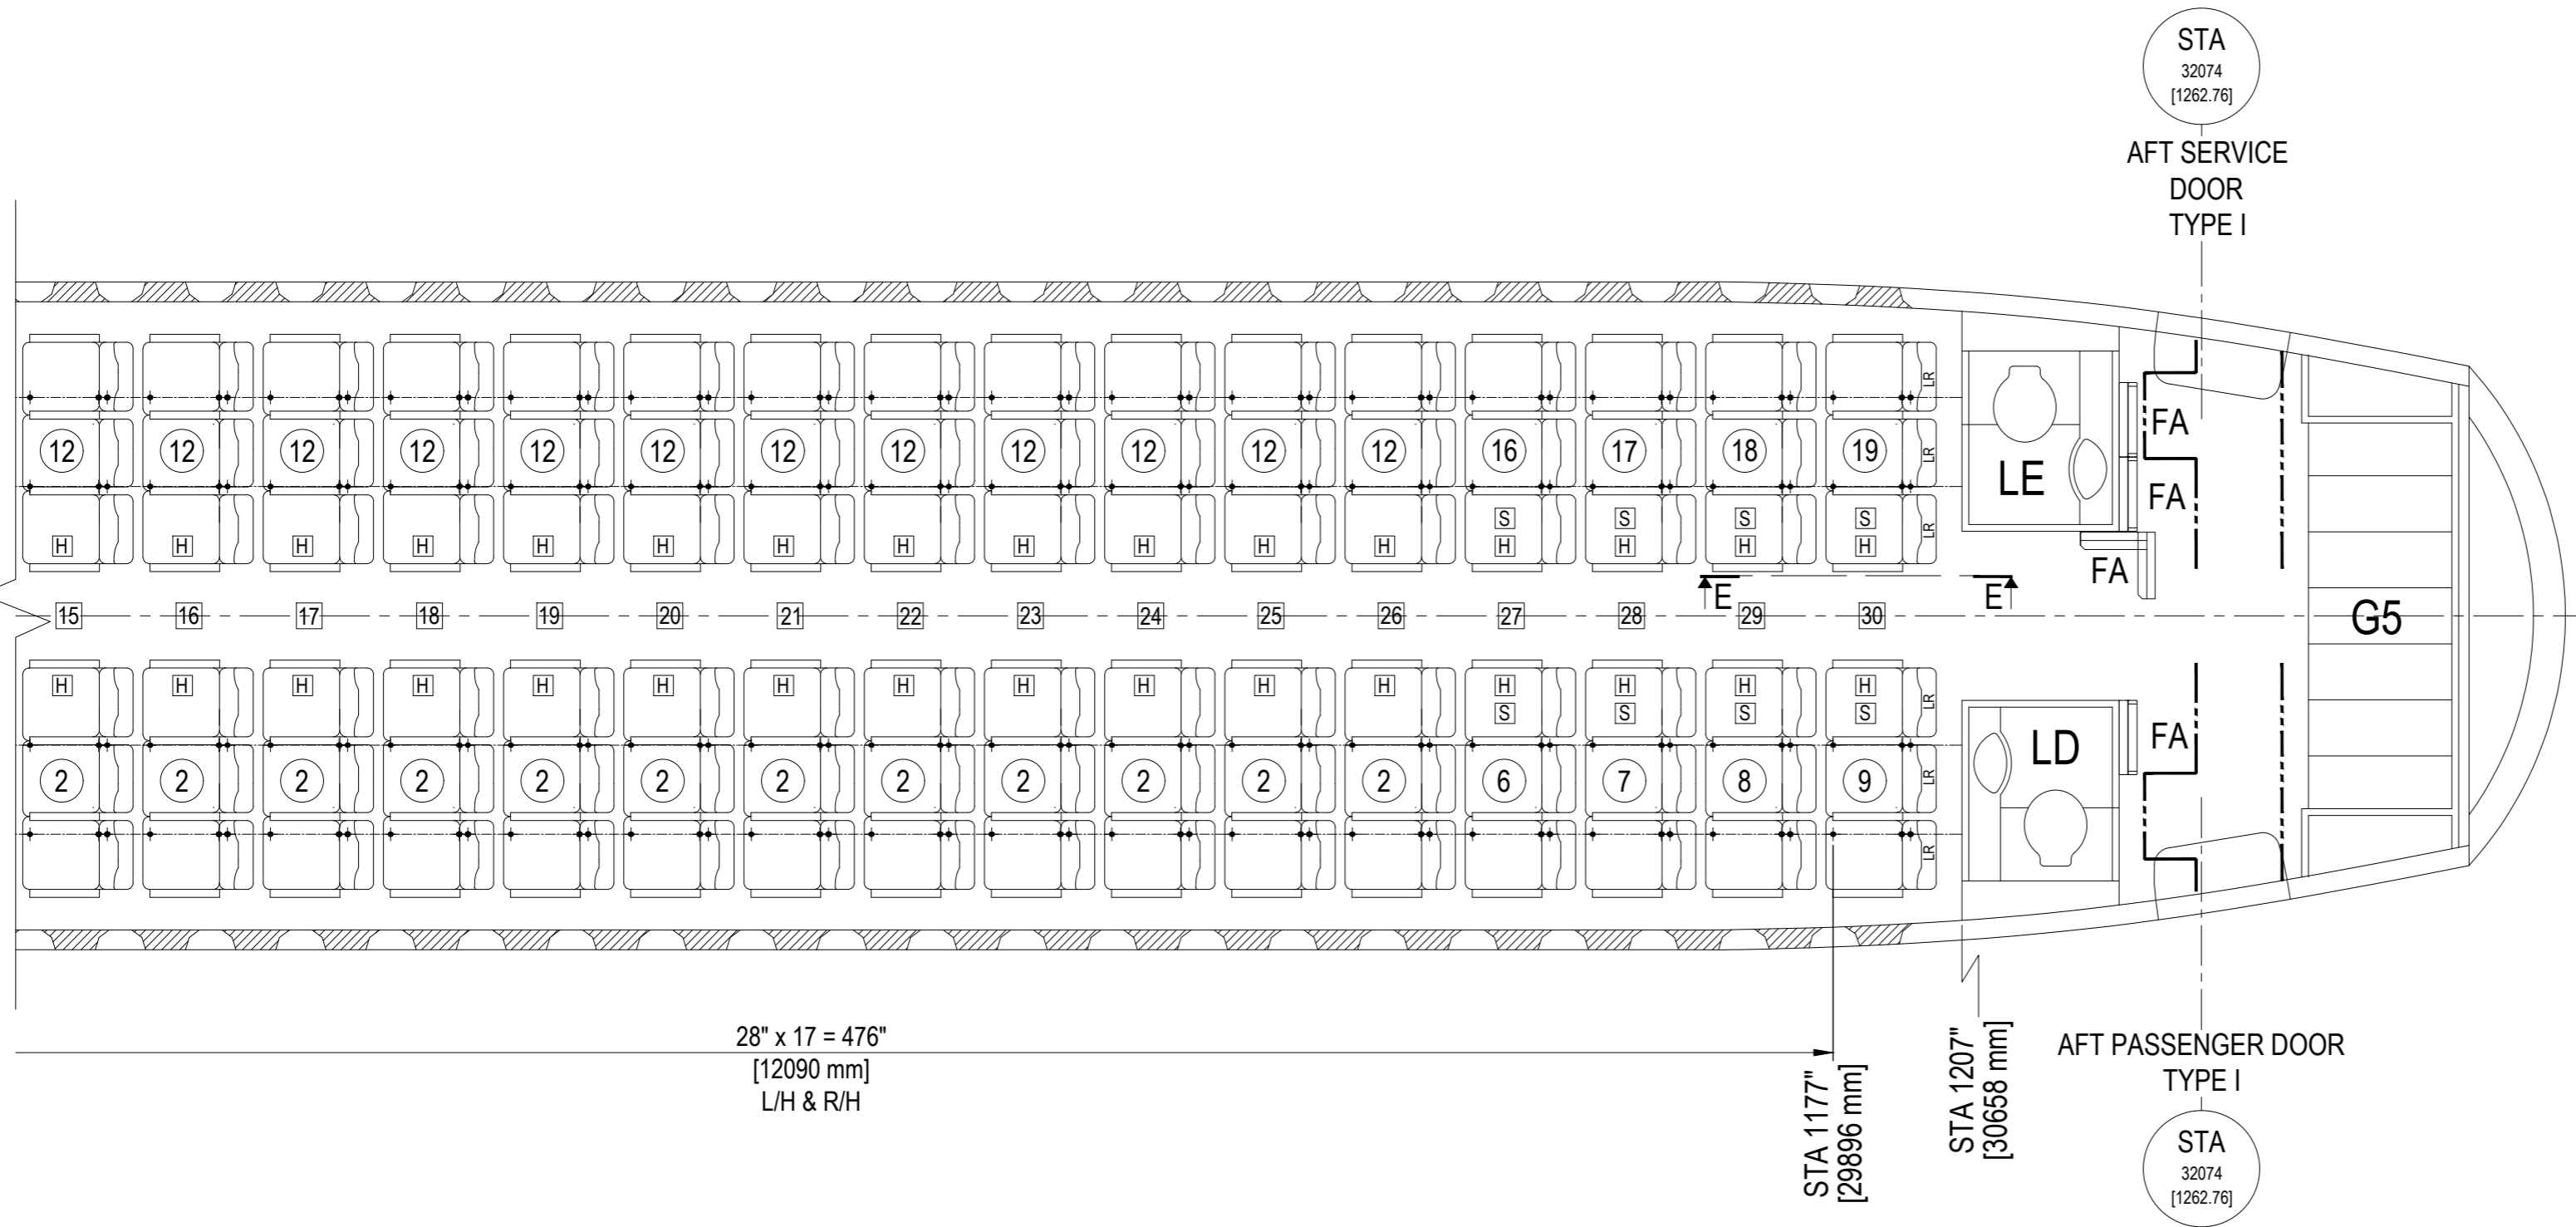 STA
32074
[1262.76]
AFT SERVICE
DOOR
TYPE I
LR
12 12 12 12 12 12 12 12 12 12 12 12 16 17 18 19 LR
LE
FA
FA
S S S S
H H H H H H H H H H H H H H H H LR
FA
E E
15 16 17 18 19 20 21 22 23 24 25 26 27 28 29 30
G5
H H H H H H H H H H H H H H H H LR
S S S S
LD
FA
2 2 2 2 2 2 2 2 2 2 2 2 6 7 8 9 LR
LR
28" x 17 = 476"
[12090 mm]
L/H & R/H
STA 1177"
[29896 mm]
STA 1207"
[30658 mm]
AFT PASSENGER DOOR
TYPE I
STA
32074
[1262.76]